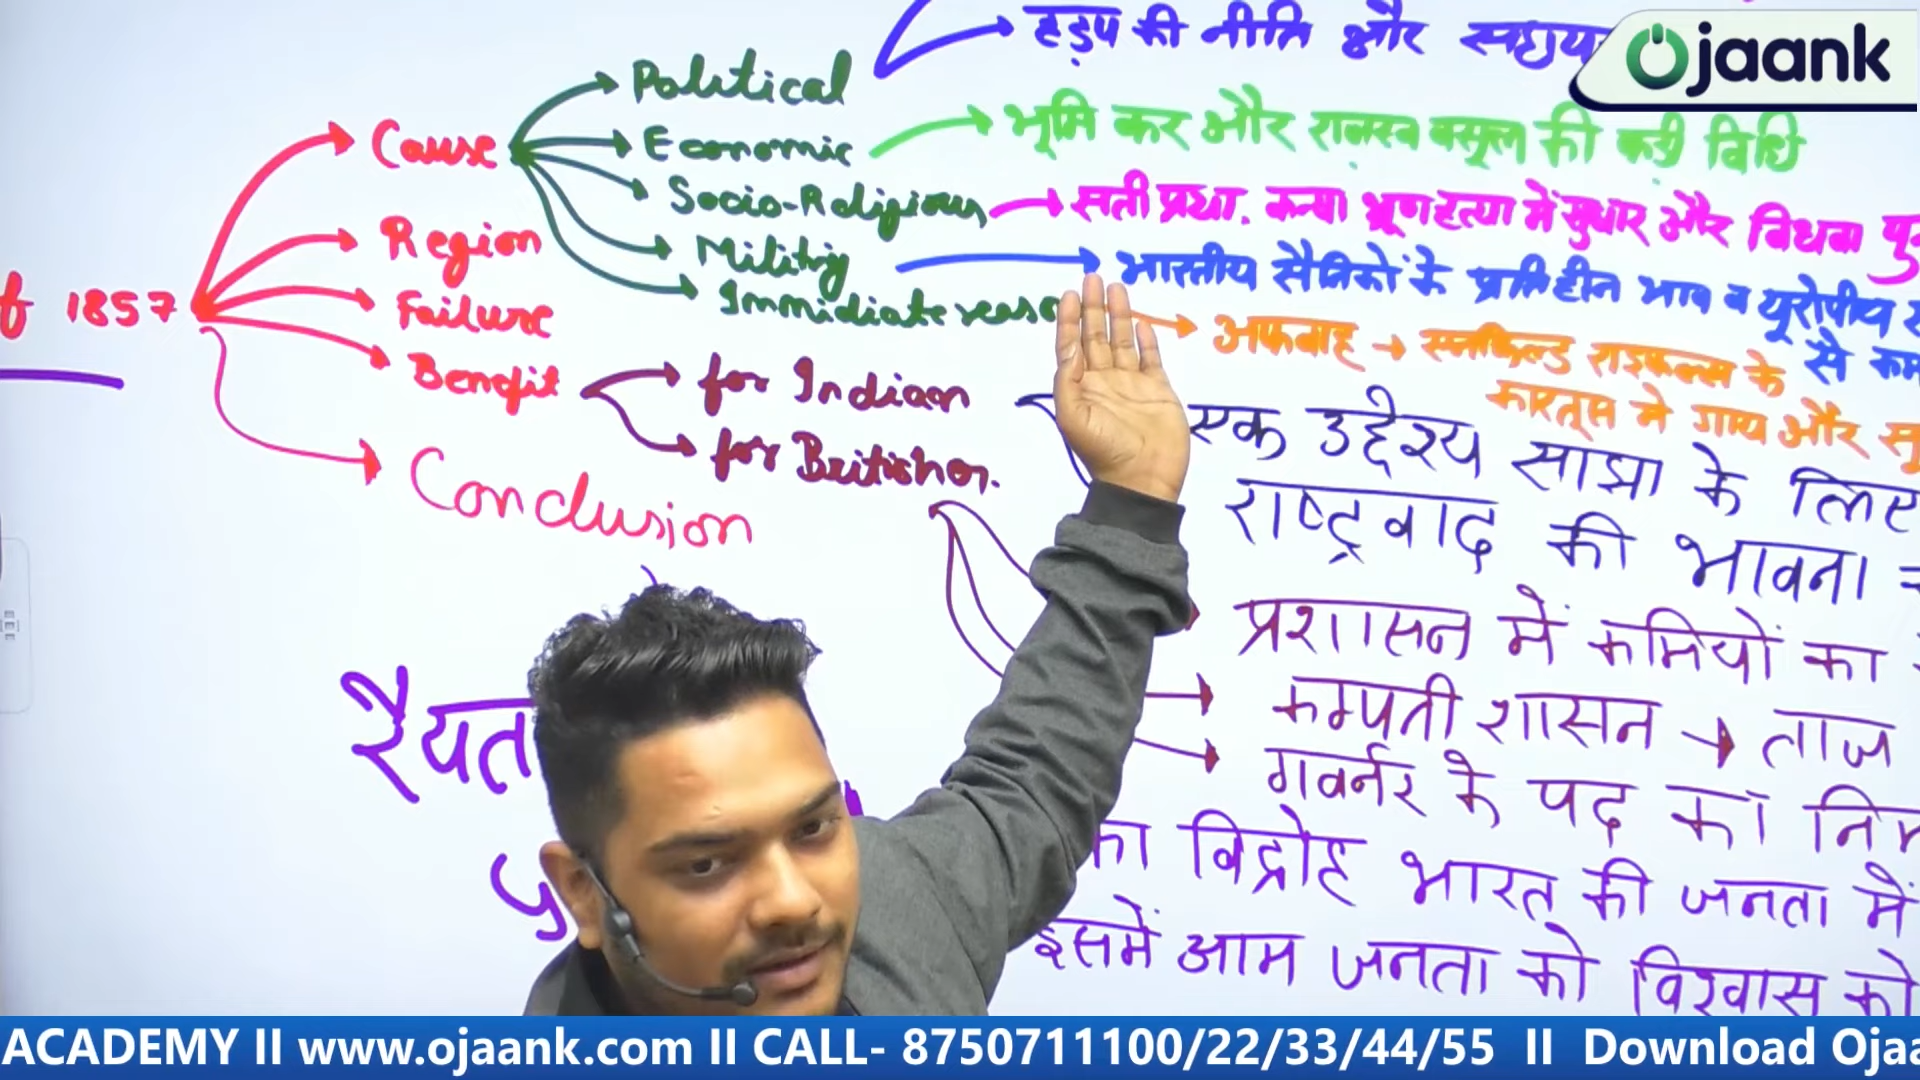 हड़प की नीति और
Ojaank
Political
Economic
भूमि कर और राजस्व वसूल की कड़ी विधि
Cause
Socio-Religious
सती प्रथा. कन्या भ्रूणहत्या में सुधार और विधवा
Region
Military
भारतीय सैनिकों के प्रति हीन भाव व यूरोपीय
Immidiate
f 1857
Failure
अफवाह → राइफल्स के
से कम
Benefit
for Indian
कारतूस में गाय और
for Britisher.
एक उद्देश्य साझा के लिए
Conclusion
राष्ट्रवाद की भावना
प्रशासन में कमियों का
रैयत
कम्पनी शासन → ताज
गवर्नर के पद का
का विद्रोह भारत की जनता में
इसमें आम जनता को विश्वास को
ACADEMY II www.ojaank.com II CALL- 8750711100/22/33/44/55 II Download Ojaa